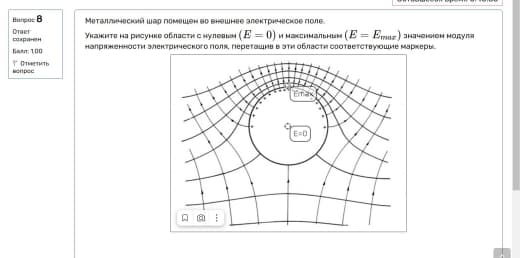 Вопрос 8
Ответ
сохранен
Балл: 1,00
Отметить
вопрос
Металлический шар помещен во внешнее электрическое поле.
Укажите на рисунке области с нулевым (E = 0) и максимальным (E = Emax) значением модуля
напряженности электрического поля, перетащив в эти области соответствующие маркеры.
Emax
E=0